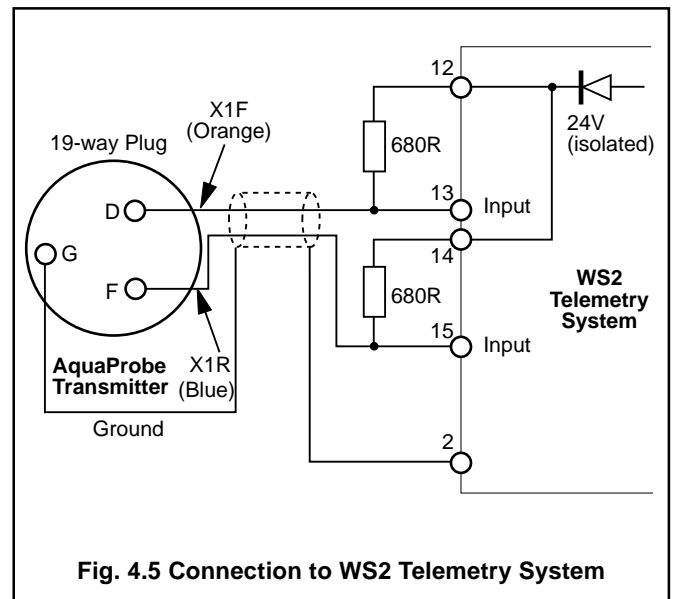 12
X1F
(Orange)
24V
(isolated)
19-way Plug
680R
D
13
Input
G
14
F
WS2
Telemetry
System
680R
15
Input
AquaProbe
Transmitter
X1R
(Blue)
Ground
2
Fig. 4.5 Connection to WS2 Telemetry System